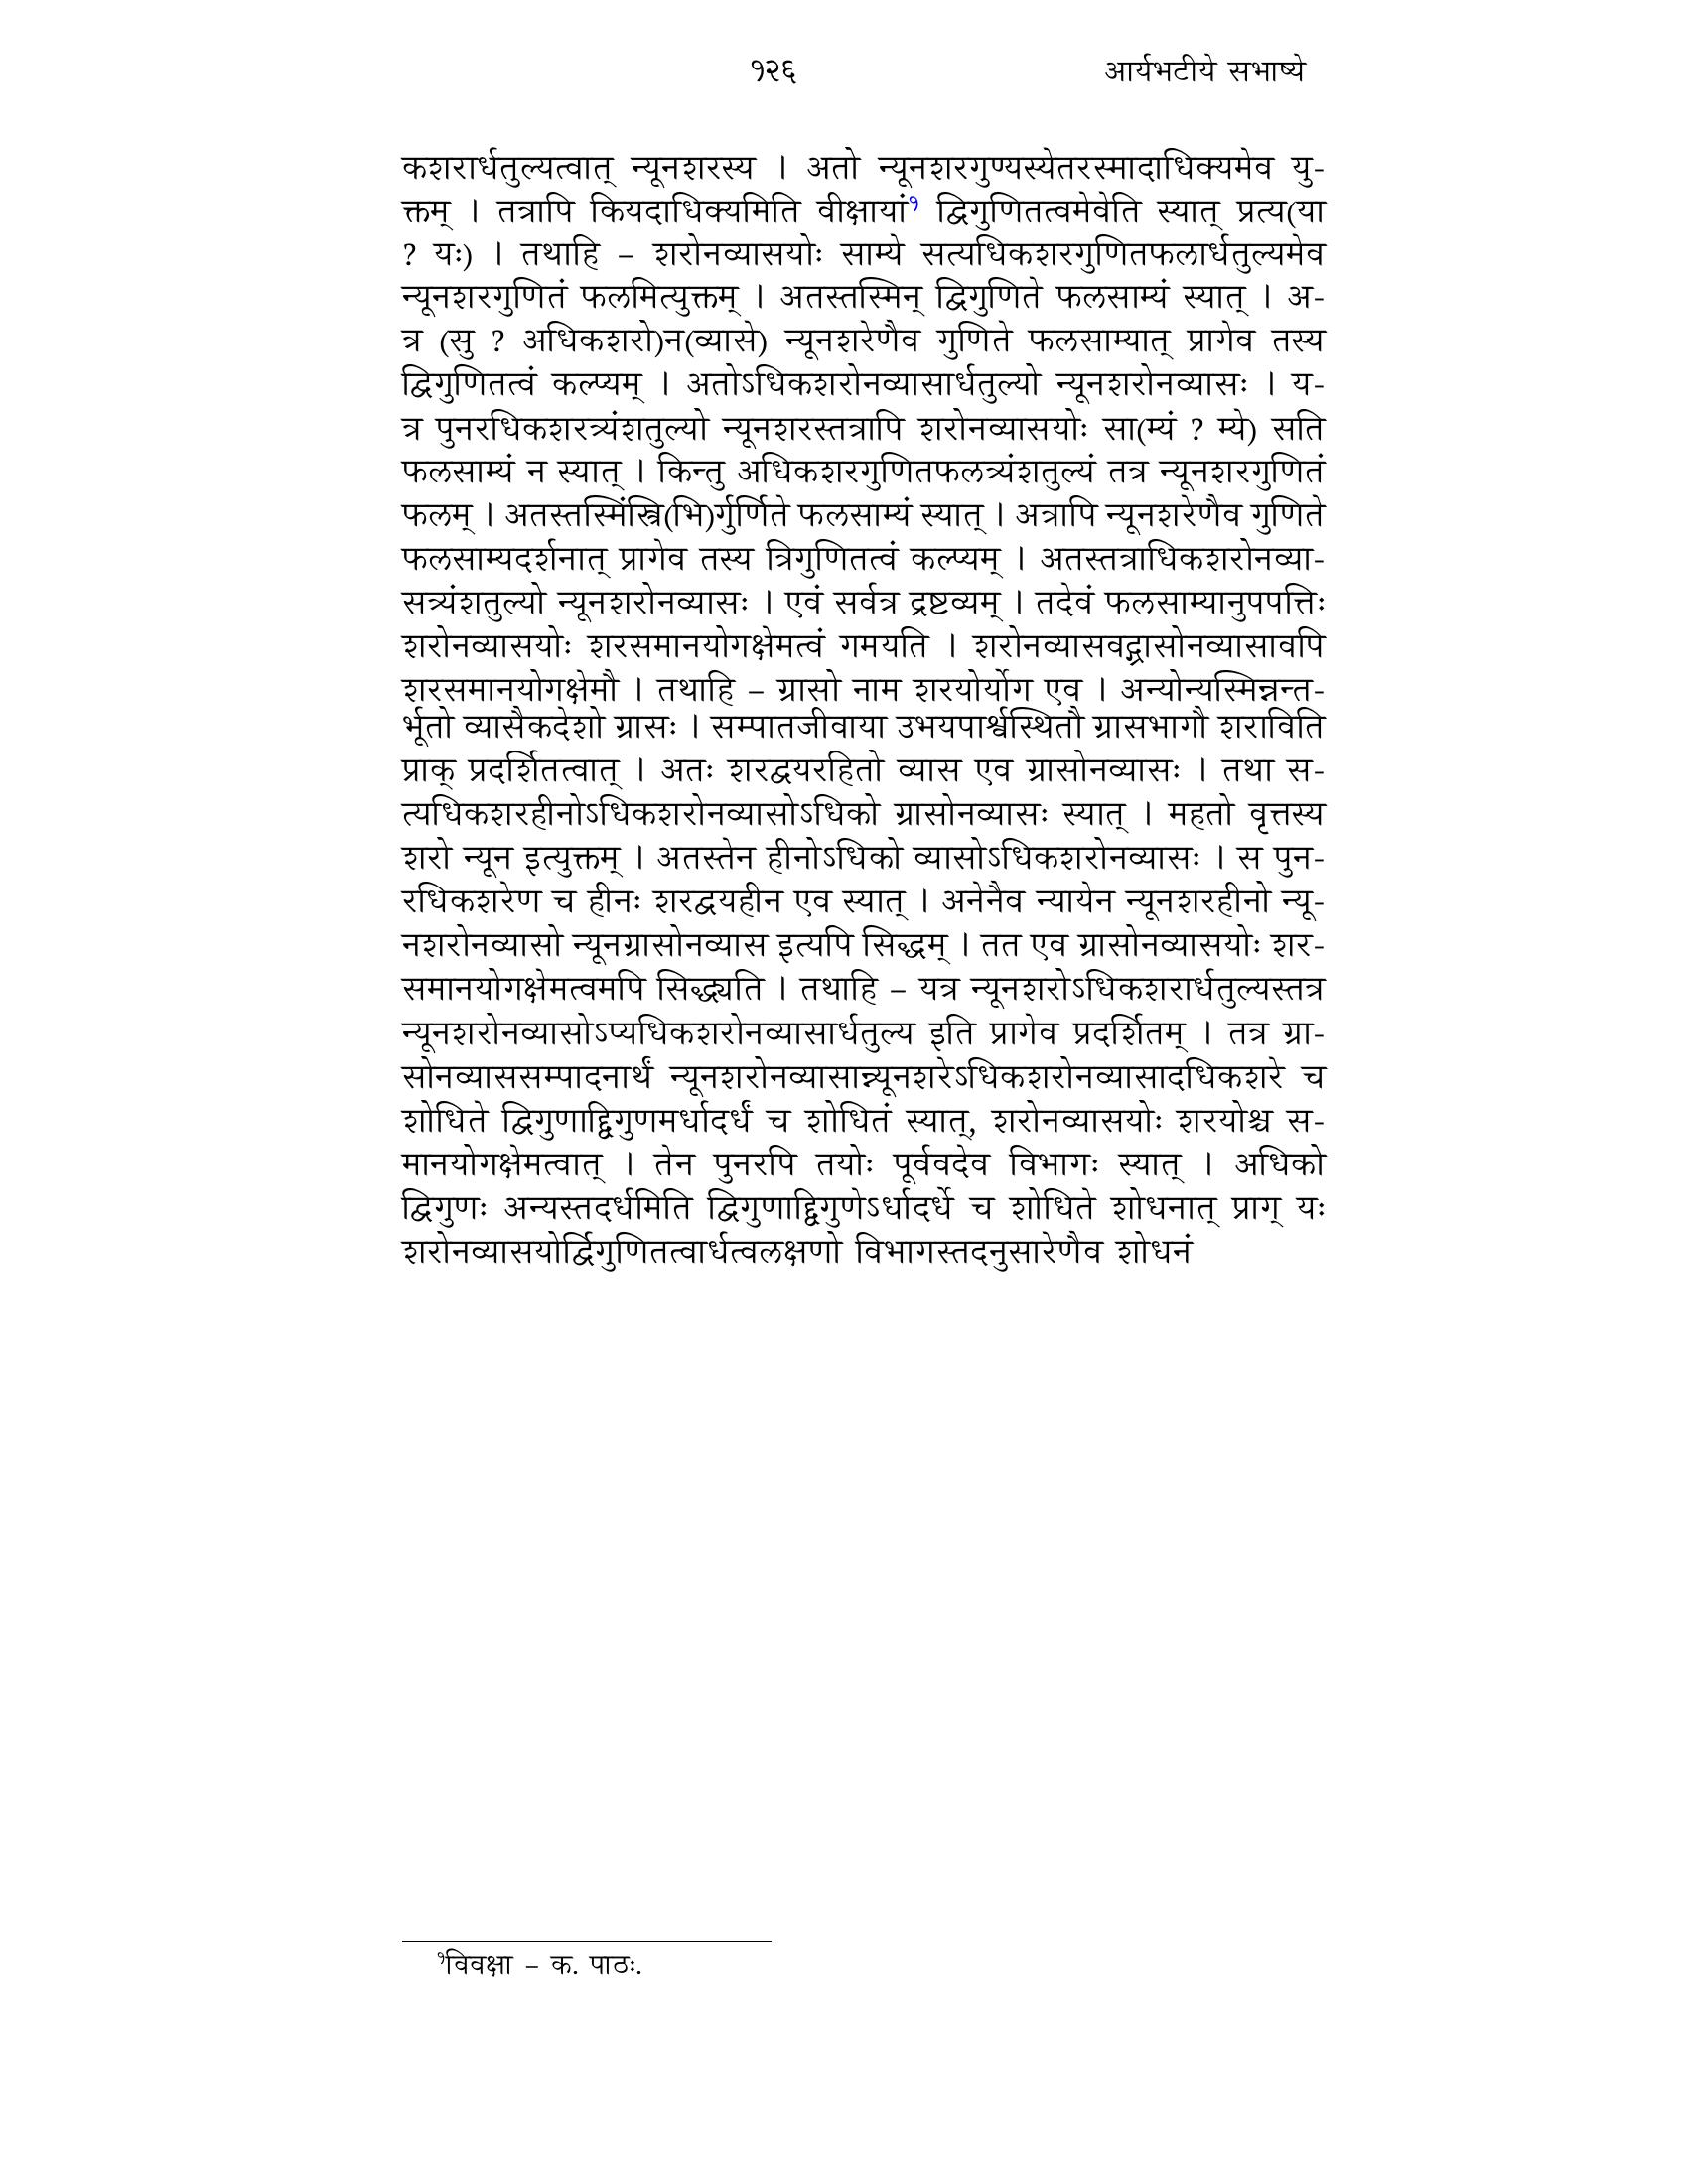 १२६ आर्यभटीये सभाष्ये
कशरार्धतुल्यत्वात् न्यूनशरस्य । अतो न्यूनशरगुण्यस्येतरस्मादाधिक्यमेव यु-
क्तम् । तत्रापि कियदाधिक्यमिति वीक्षायां१ द्विगुणितत्वमेवेति स्यात् प्रत्य(या
? यः) । तथाहि – शरोनव्यासयोः साम्ये सत्यधिकशरगुणितफलार्धतुल्यमेव
न्यूनशरगुणितं फलमित्युक्तम् । अतस्तस्मिन् द्विगुणिते फलसाम्यं स्यात् । अ-
त्र (सु ? अधिकशरो)न(व्यासे) न्यूनशरेणैव गुणिते फलसाम्यात् प्रागेव तस्य
द्विगुणितत्वं कल्प्यम् । अतोऽधिकशरोनव्यासार्धतुल्यो न्यूनशरोनव्यासः । य-
त्र पुनरधिकशरत्र्यंशतुल्यो न्यूनशरस्तत्रापि शरोनव्यासयोः सा(म्यं ? म्ये) सति
फलसाम्यं न स्यात् । किन्तु अधिकशरगुणितफलत्र्यंशतुल्यं तत्र न्यूनशरगुणितं
फलम् । अतस्तस्मिंस्त्रि(भि)र्गुर्णिते फलसाम्यं स्यात् । अत्रापि न्यूनशरेणैव गुणिते
फलसाम्यदर्शनात् प्रागेव तस्य त्रिगुणितत्वं कल्प्यम् । अतस्तत्राधिकशरोनव्या-
सत्र्यंशतुल्यो न्यूनशरोनव्यासः । एवं सर्वत्र द्रष्टव्यम् । तदेवं फलसाम्यानुपपत्तिः
शरोनव्यासयोः शरसमानयोगक्षेमत्वं गमयति । शरोनव्यासवद्ग्रासोनव्यासावपि
शरसमानयोगक्षेमौ । तथाहि – ग्रासो नाम शरयोर्योग एव । अन्योन्यस्मिन्नन्त-
र्भूतो व्यासैकदेशो ग्रासः । सम्पातजीवाया उभयपार्श्वस्थितौ ग्रासभागौ शराविति
प्राक् प्रदर्शितत्वात् । अतः शरद्वयरहितो व्यास एव ग्रासोनव्यासः । तथा स-
त्यधिकशरहीनोऽधिकशरोनव्यासोऽधिको ग्रासोनव्यासः स्यात् । महतो वृत्तस्य
शरो न्यून इत्युक्तम् । अतस्तेन हीनोऽधिको व्यासोऽधिकशरोनव्यासः । स पुन-
रधिकशरेण च हीनः शरद्वयहीन एव स्यात् । अनेनैव न्यायेन न्यूनशरहीनो न्यू-
नशरोनव्यासो न्यूनग्रासोनव्यास इत्यपि सिद्धम् । तत एव ग्रासोनव्यासयोः शर-
समानयोगक्षेमत्वमपि सिद्ध्यति । तथाहि – यत्र न्यूनशरोऽधिकशरार्धतुल्यस्तत्र
न्यूनशरोनव्यासोऽप्यधिकशरोनव्यासार्धतुल्य इति प्रागेव प्रदर्शितम् । तत्र ग्रा-
सोनव्याससम्पादनार्थं न्यूनशरोनव्यासान्न्यूनशरेऽधिकशरोनव्यासादधिकशरे च
शोधिते द्विगुणाद्द्विगुणमर्धादर्धं च शोधितं स्यात्, शरोनव्यासयोः शरयोश्च स-
मानयोगक्षेमत्वात् । तेन पुनरपि तयोः पूर्ववदेव विभागः स्यात् । अधिको
द्विगुणः अन्यस्तदर्धमिति द्विगुणाद्द्विगुणेऽर्धादर्धे च शोधिते शोधनात् प्राग् यः
शरोनव्यासयोर्द्विगुणितत्वार्धत्वलक्षणो विभागस्तदनुसारेणैव शोधनं
१विवक्षा – क. पाठः.